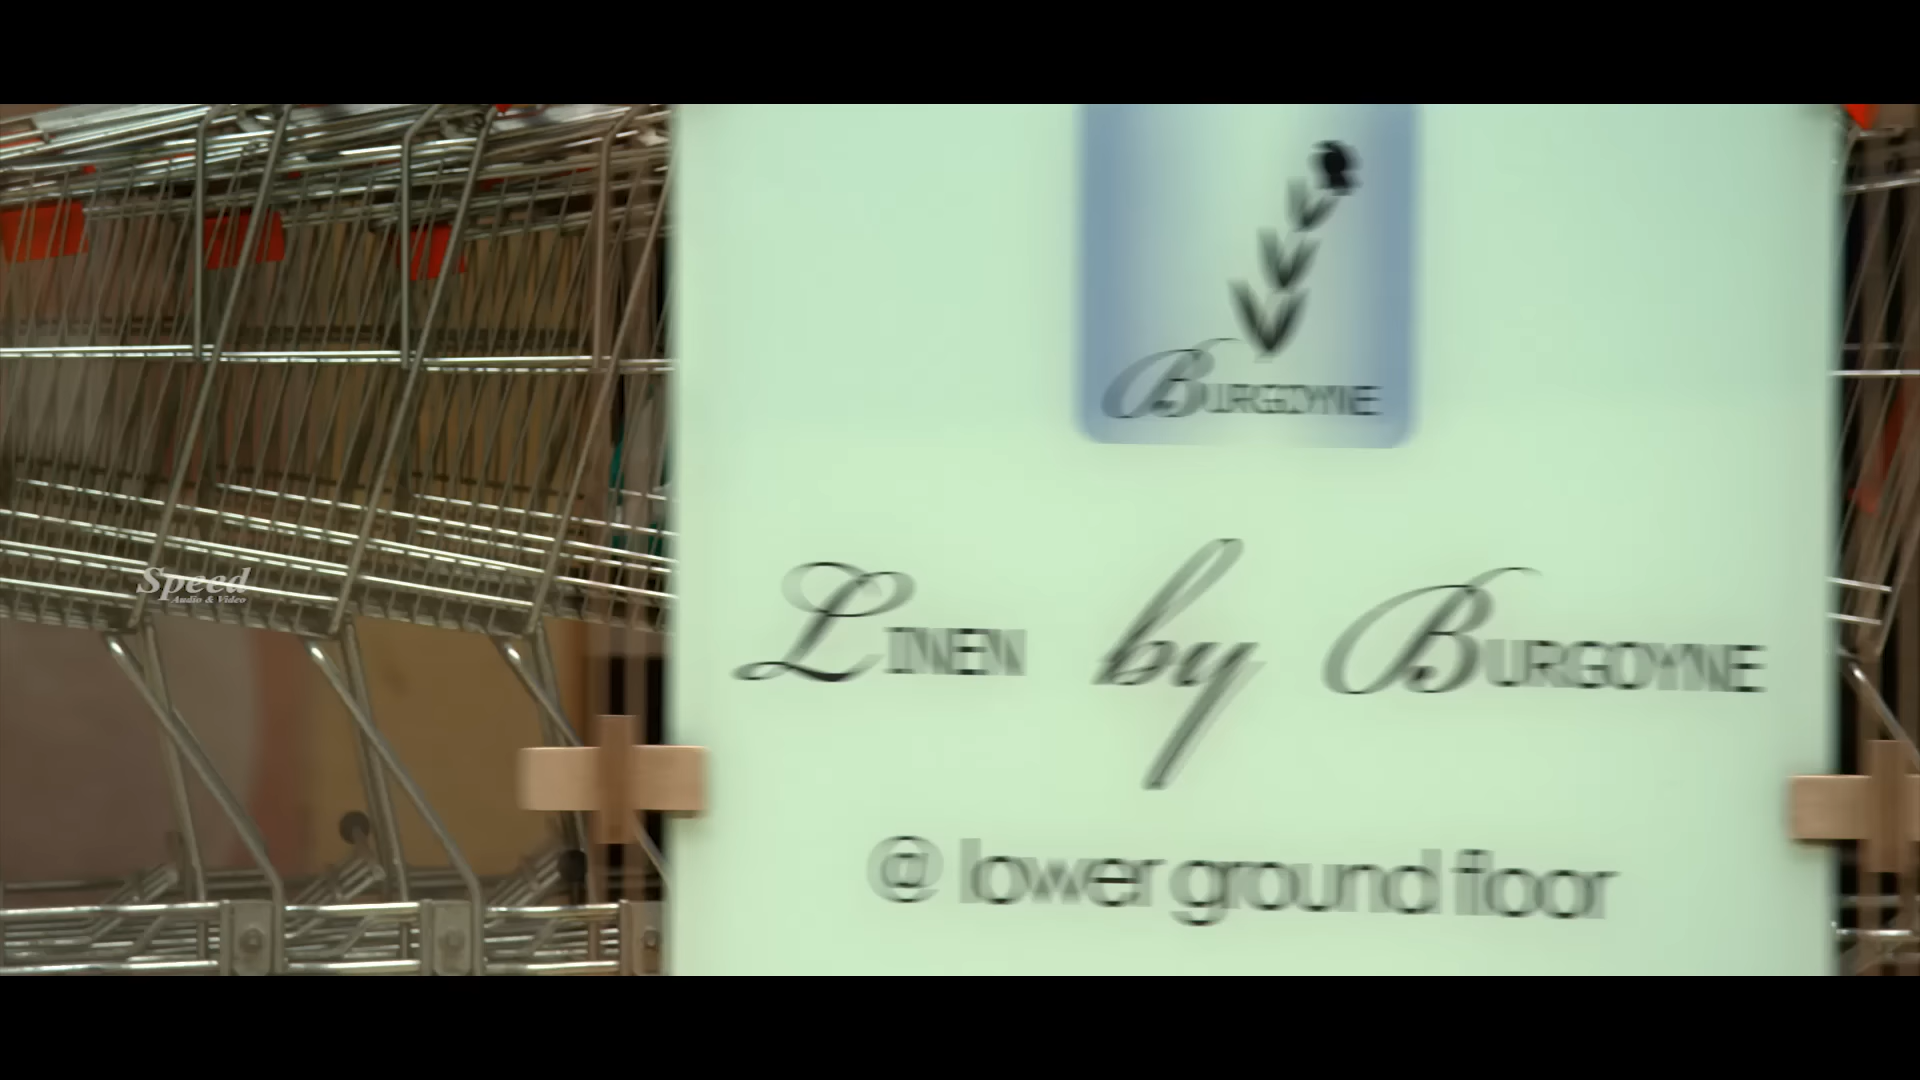 BURGOYNE
LINEN by BURGOYNE
@ lower ground floor
Speed
Audio & Video